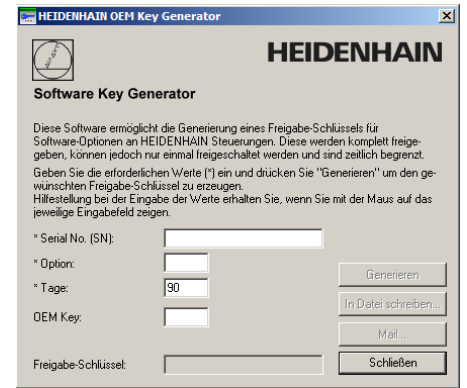 HEIDENHAIN OEM Key Generator
HEIDENHAIN
Software Key Generator
Diese Software ermöglicht die Generierung eines Freigabe-Schlüssels für
Software-Optionen an HEIDENHAIN Steuerungen. Diese werden komplett freige-
geben, können jedoch nur einmal freigeschaltet werden und sind zeitlich begrenzt.
Geben Sie die erforderlichen Werte (*) ein und drücken Sie "Generieren" um den ge-
wünschten Freigabe-Schlüssel zu erzeugen.
Hilfestellung bei der Eingabe der Werte erhalten Sie, wenn Sie mit der Maus auf das
jeweilige Eingabefeld zeigen.
* Serial No. (SN):
* Option:
* Tage: 90
OEM Key:
Freigabe-Schlüssel:
Generieren
In Datei schreiben...
Mail...
Schließen